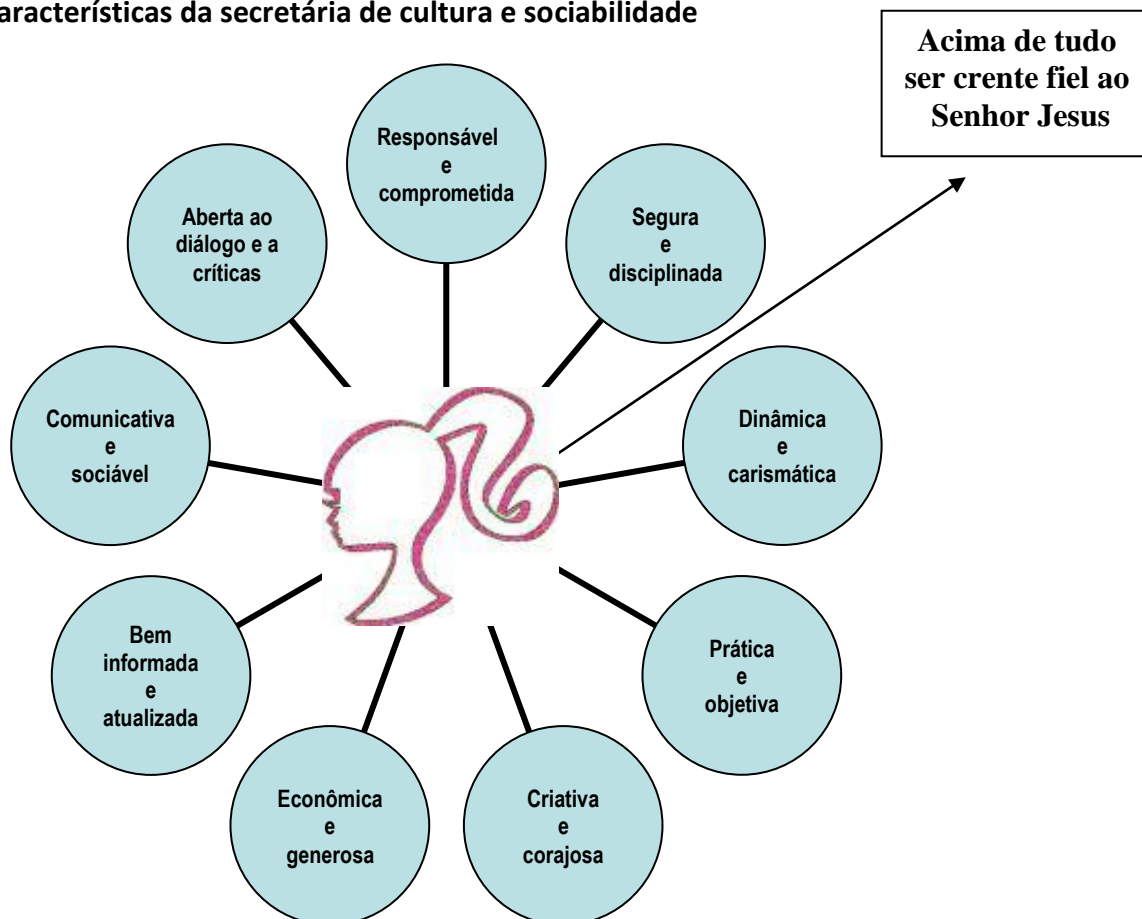 aracterísticas da secretária de cultura e sociabilidade
Acima de tudo
ser crente fiel ao
Senhor Jesus
Responsável
e
comprometida
Segura
e
disciplinada
Dinâmica
e
carismática
Prática
e
objetiva
Criativa
e
corajosa
Econômica
e
generosa
Bem
informada
e
atualizada
Comunicativa
e
sociável
Aberta ao
diálogo e a
críticas